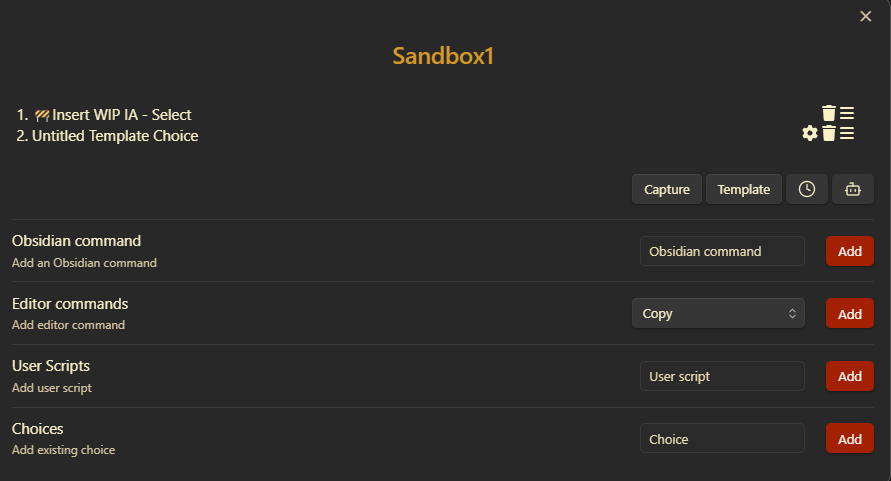 Sandbox1
1. 🚧Insert WIP IA - Select
2. Untitled Template Choice
Capture Template
Obsidian command
Add an Obsidian command
Obsidian command Add
Editor commands
Add editor command
Copy Add
User Scripts
Add user script
User script Add
Choices
Add existing choice
Choice Add